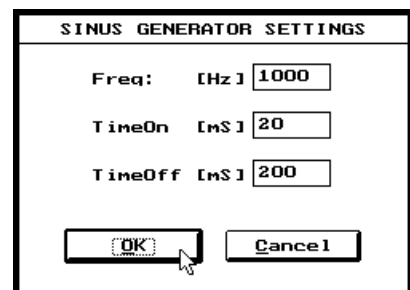 SINUS GENERATOR SETTINGS
Freq: [Hz] 1000
TimeOn [mS] 20
TimeOff [mS] 200
OK Cancel